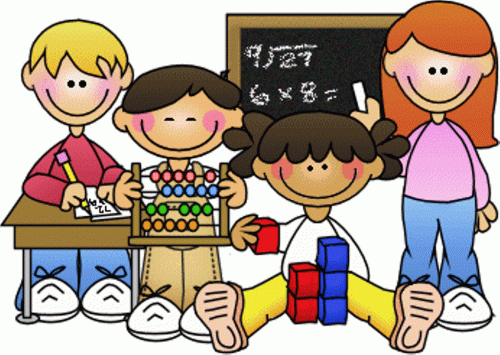 9)27
6 x 8 =